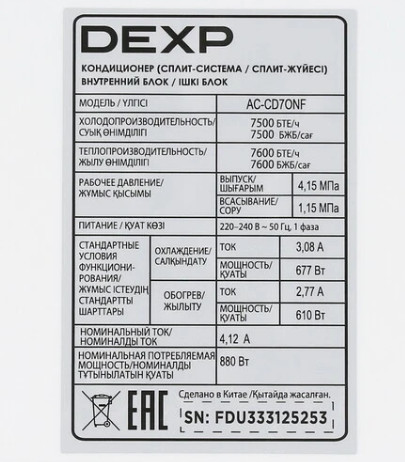 DEXP
КОНДИЦИОНЕР (СПЛИТ-СИСТЕМА / СПЛИТ-ЖҮЙЕСІ)
ВНУТРЕННИЙ БЛОК / ІШКІ БЛОК
МОДЕЛЬ / ҮЛГІСІ AC-CD7ONF
ХОЛОДОПРОИЗВОДИТЕЛЬНОСТЬ/ 7500 БТЕ/ч
СУЫҚ ӨНІМДІЛІГІ 7500 БЖБ/сағ
ТЕПЛОПРОИЗВОДИТЕЛЬНОСТЬ/ 7600 БТЕ/ч
ЖЫЛУ ӨНІМДІЛІГІ 7600 БЖБ/сағ
РАБОЧЕЕ ДАВЛЕНИЕ/
ЖҰМЫС ҚЫСЫМЫ
ВЫПУСК/
ШЫҒАРЫМ
4,15 МПа
ВСАСЫВАНИЕ/
СОРУ
1,15 МПа
ПИТАНИЕ / ҚУАТ КӨЗІ 220–240 В ~ 50 Гц, 1 фаза
СТАНДАРТНЫЕ
УСЛОВИЯ
ФУНКЦИОНИ-
РОВАНИЯ/
ЖҰМЫС ІСТЕУДІҢ
СТАНДАРТТЫ
ШАРТТАРЫ
ОХЛАЖДЕНИЕ/
САЛҚЫНДАТУ
ТОК 3,08 А
МОЩНОСТЬ/
ҚУАТЫ
677 Вт
ОБОГРЕВ/
ЖЫЛЫТУ
ТОК 2,77 А
МОЩНОСТЬ/
ҚУАТЫ
610 Вт
НОМИНАЛЬНЫЙ ТОК/
НОМИНАЛДЫ ТОК
4,12 А
НОМИНАЛЬНАЯ ПОТРЕБЛЯЕМАЯ
МОЩНОСТЬ/НОМИНАЛДЫ
ТҰТЫНЫЛАТЫН ҚУАТЫ
880 Вт
EAC
Сделано в Китае /Қытайда жасалған.
SN: FDU333125253